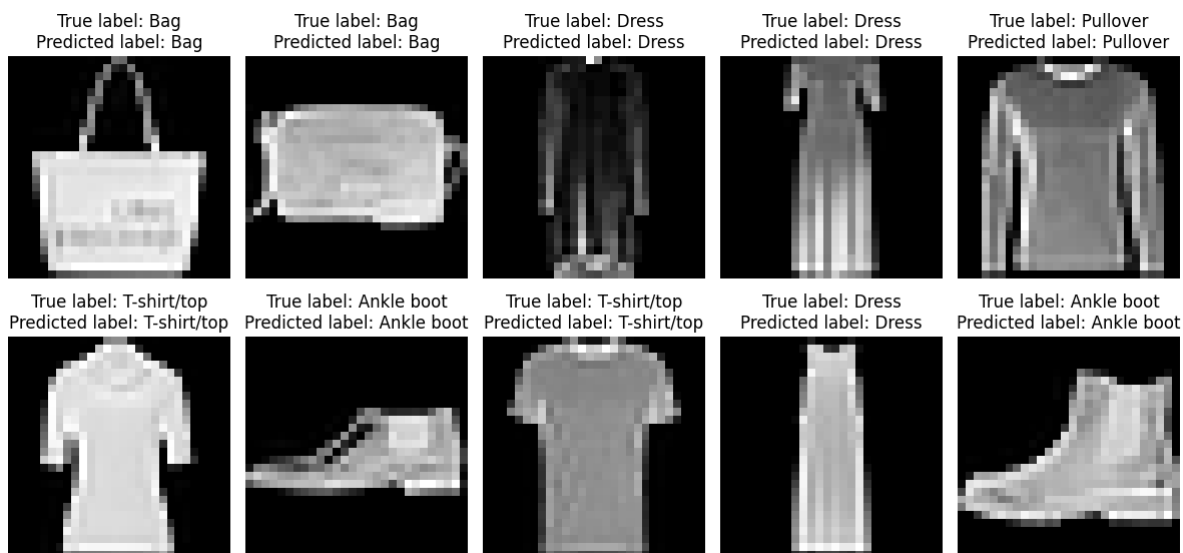 True label: Bag
Predicted label: Bag
True label: Bag
Predicted label: Bag
True label: Dress
Predicted label: Dress
True label: Dress
Predicted label: Dress
True label: Pullover
Predicted label: Pullover
True label: T-shirt/top
Predicted label: T-shirt/top
True label: Ankle boot
Predicted label: Ankle boot
True label: T-shirt/top
Predicted label: T-shirt/top
True label: Dress
Predicted label: Dress
True label: Ankle boot
Predicted label: Ankle boot